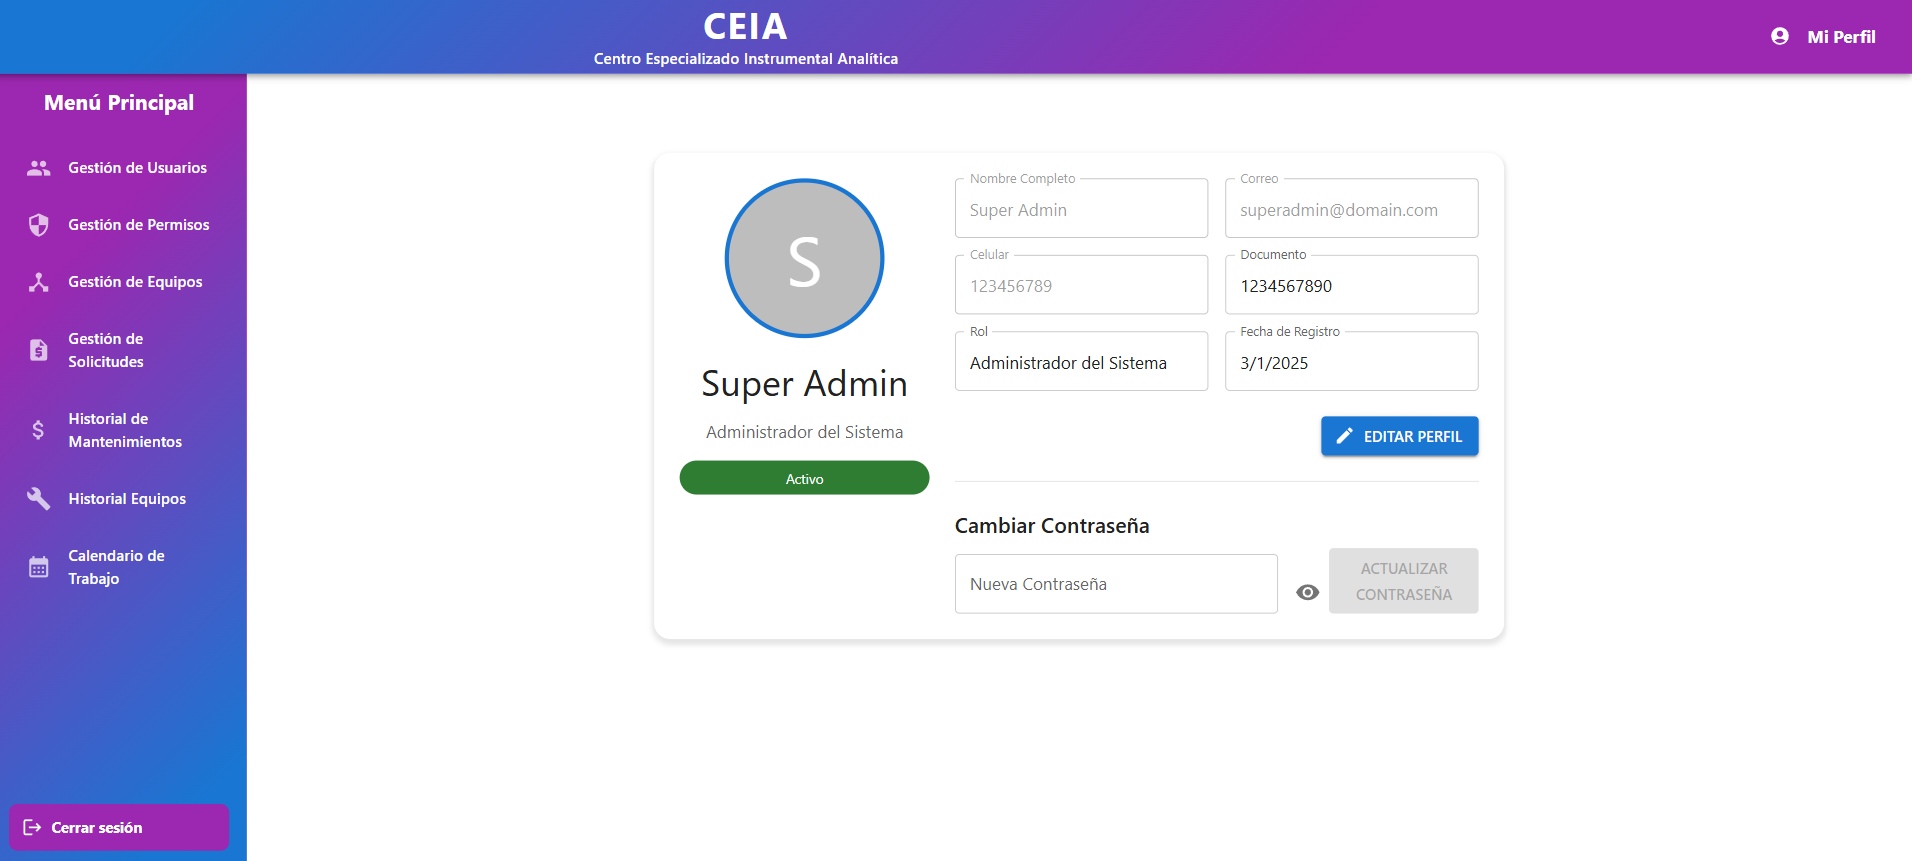 CEIA
Centro Especializado Instrumental Analítica
Mi Perfil
Menú Principal
Gestión de Usuarios
Gestión de Permisos
Gestión de Equipos
Gestión de
Solicitudes
Historial de
Mantenimientos
Historial Equipos
Calendario de
Trabajo
Cerrar sesión
S
Super Admin
Administrador del Sistema
Activo
Nombre Completo
Super Admin
Correo
superadmin@domain.com
Celular
123456789
Documento
1234567890
Rol
Administrador del Sistema
Fecha de Registro
3/1/2025
EDITAR PERFIL
Cambiar Contraseña
Nueva Contraseña
ACTUALIZAR
CONTRASEÑA